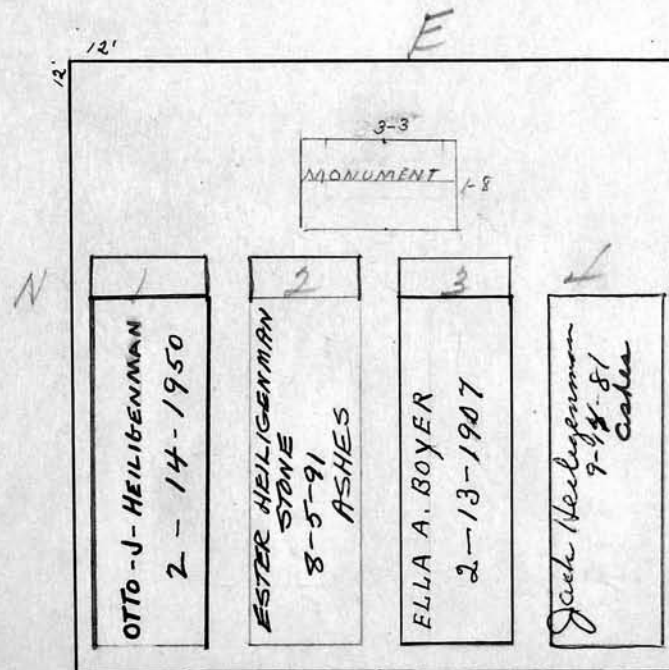 E
12'
12'
3-3
MONUMENT
1-8
N
1
2
3
4
OTTO-J-HEILIGENMAN
2-14-1950
ESTER HEILIGENMAN
STONE
8-5-91
ASHES
ELLA A. BOYER
2-13-1907
Jack Heiligenman
ashes